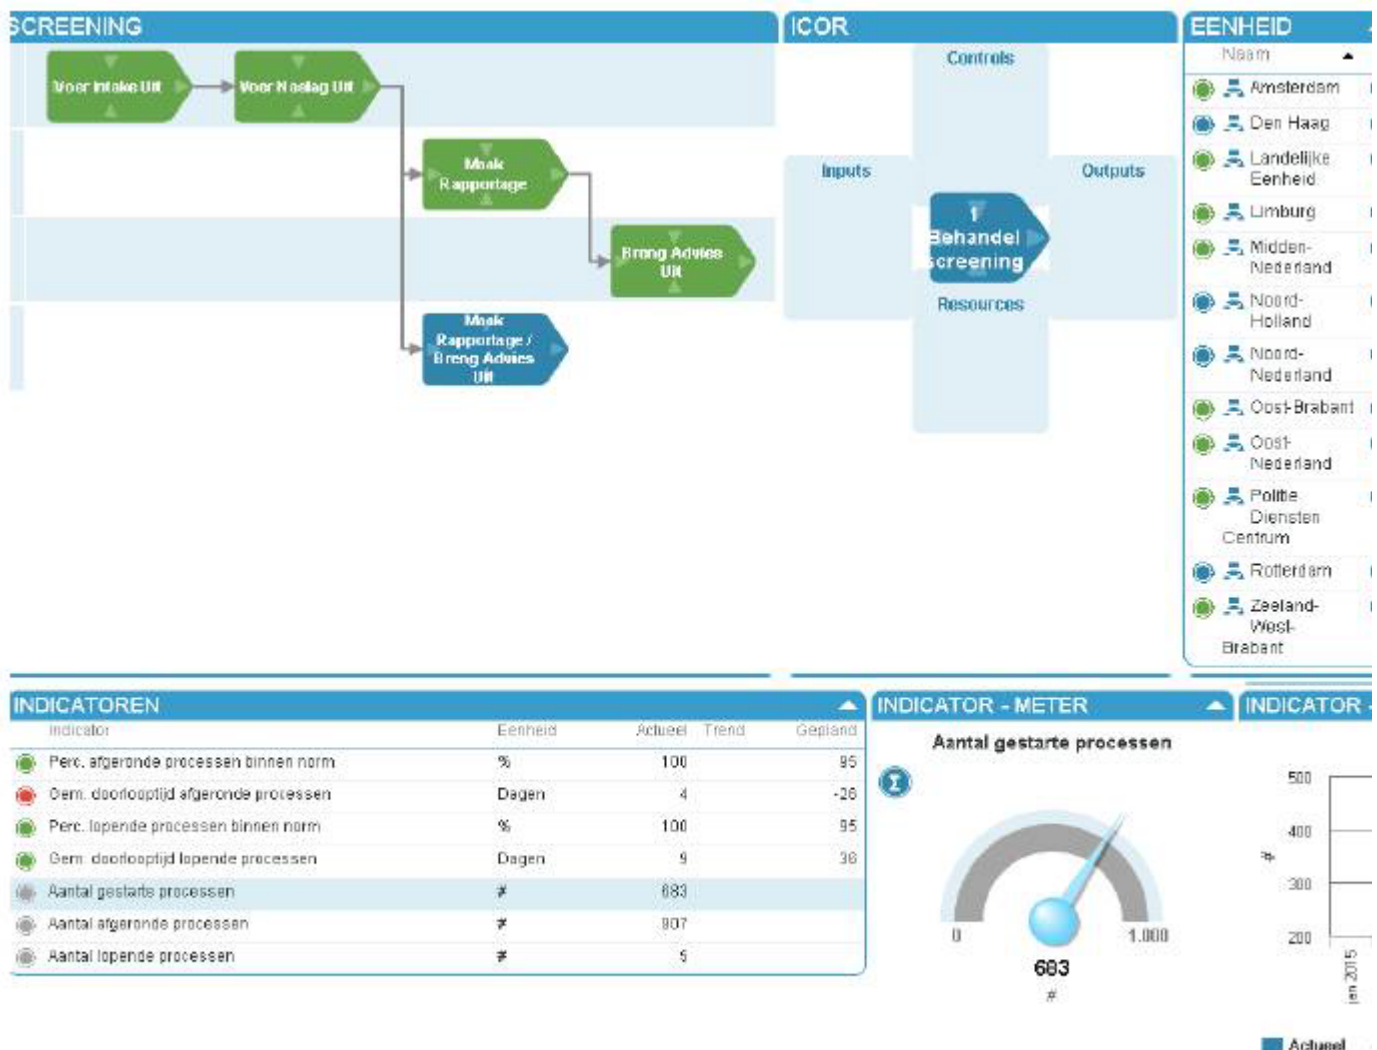 SCREENING
Voer Intake Uit
Voer Naslag Uit
Maak
Rapportage
Breng Advies
Uit
Maak
Rapportage /
Breng Advies
Uit
ICOR
Controls
Inputs
Outputs
1
Behandel
screening
Resources
EENHEID
Naam
Amsterdam
Den Haag
Landelijke
Eenheid
Limburg
Midden-
Nederland
Noord-
Holland
Noord-
Nederland
Oost-Brabant
Oost-
Nederland
Politie
Diensten
Centrum
Rotterdam
Zeeland-
West-
Brabant
INDICATOREN
Indicator Eenheid Actueel Trend Gepland
Perc. afgeronde processen binnen norm % 100 95
Gem. doorlooptijd afgeronde processen Dagen 4 -26
Perc. lopende processen binnen norm % 100 95
Gem. doorlooptijd lopende processen Dagen 9 36
Aantal gestarte processen # 683
Aantal afgeronde processen # 907
Aantal lopende processen # 5
INDICATOR - METER
Aantal gestarte processen
Σ
0 1.000
683
#
INDICATOR -
500
400
#
300
200
jan 2015
Actueel